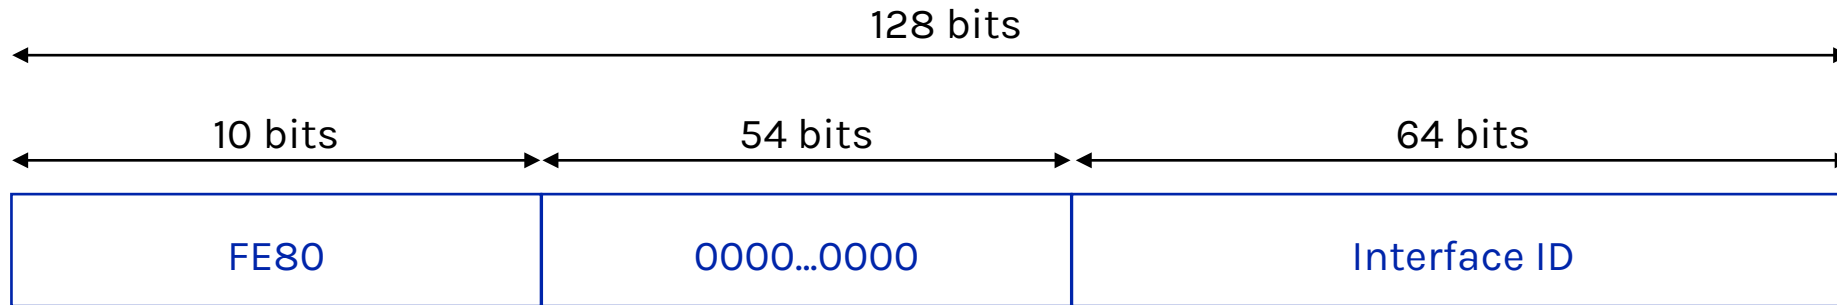 128 bits
10 bits 54 bits 64 bits
FE80 0000...0000 Interface ID